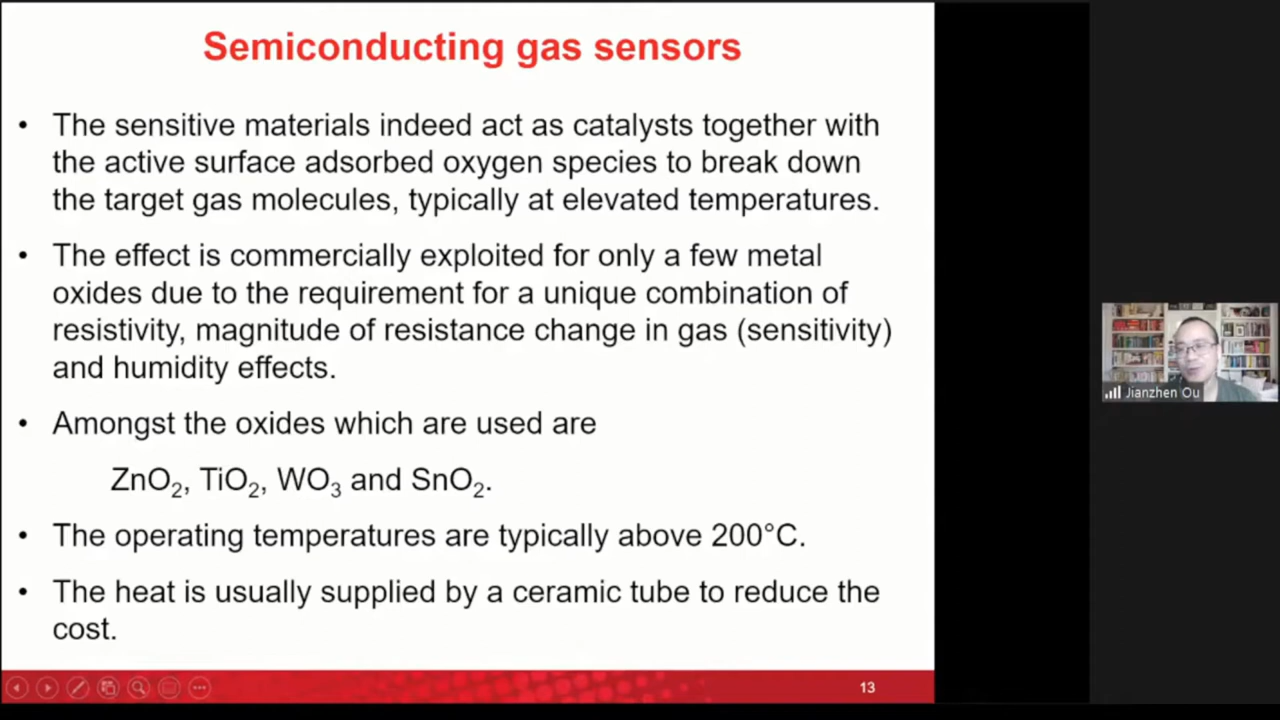 Semiconducting gas sensors
• The sensitive materials indeed act as catalysts together with
the active surface adsorbed oxygen species to break down
the target gas molecules, typically at elevated temperatures.
• The effect is commercially exploited for only a few metal
oxides due to the requirement for a unique combination of
resistivity, magnitude of resistance change in gas (sensitivity)
and humidity effects.
• Amongst the oxides which are used are
ZnO₂, TiO₂, WO₃ and SnO₂.
• The operating temperatures are typically above 200°C.
• The heat is usually supplied by a ceramic tube to reduce the
cost.
13
Jianzhen Ou